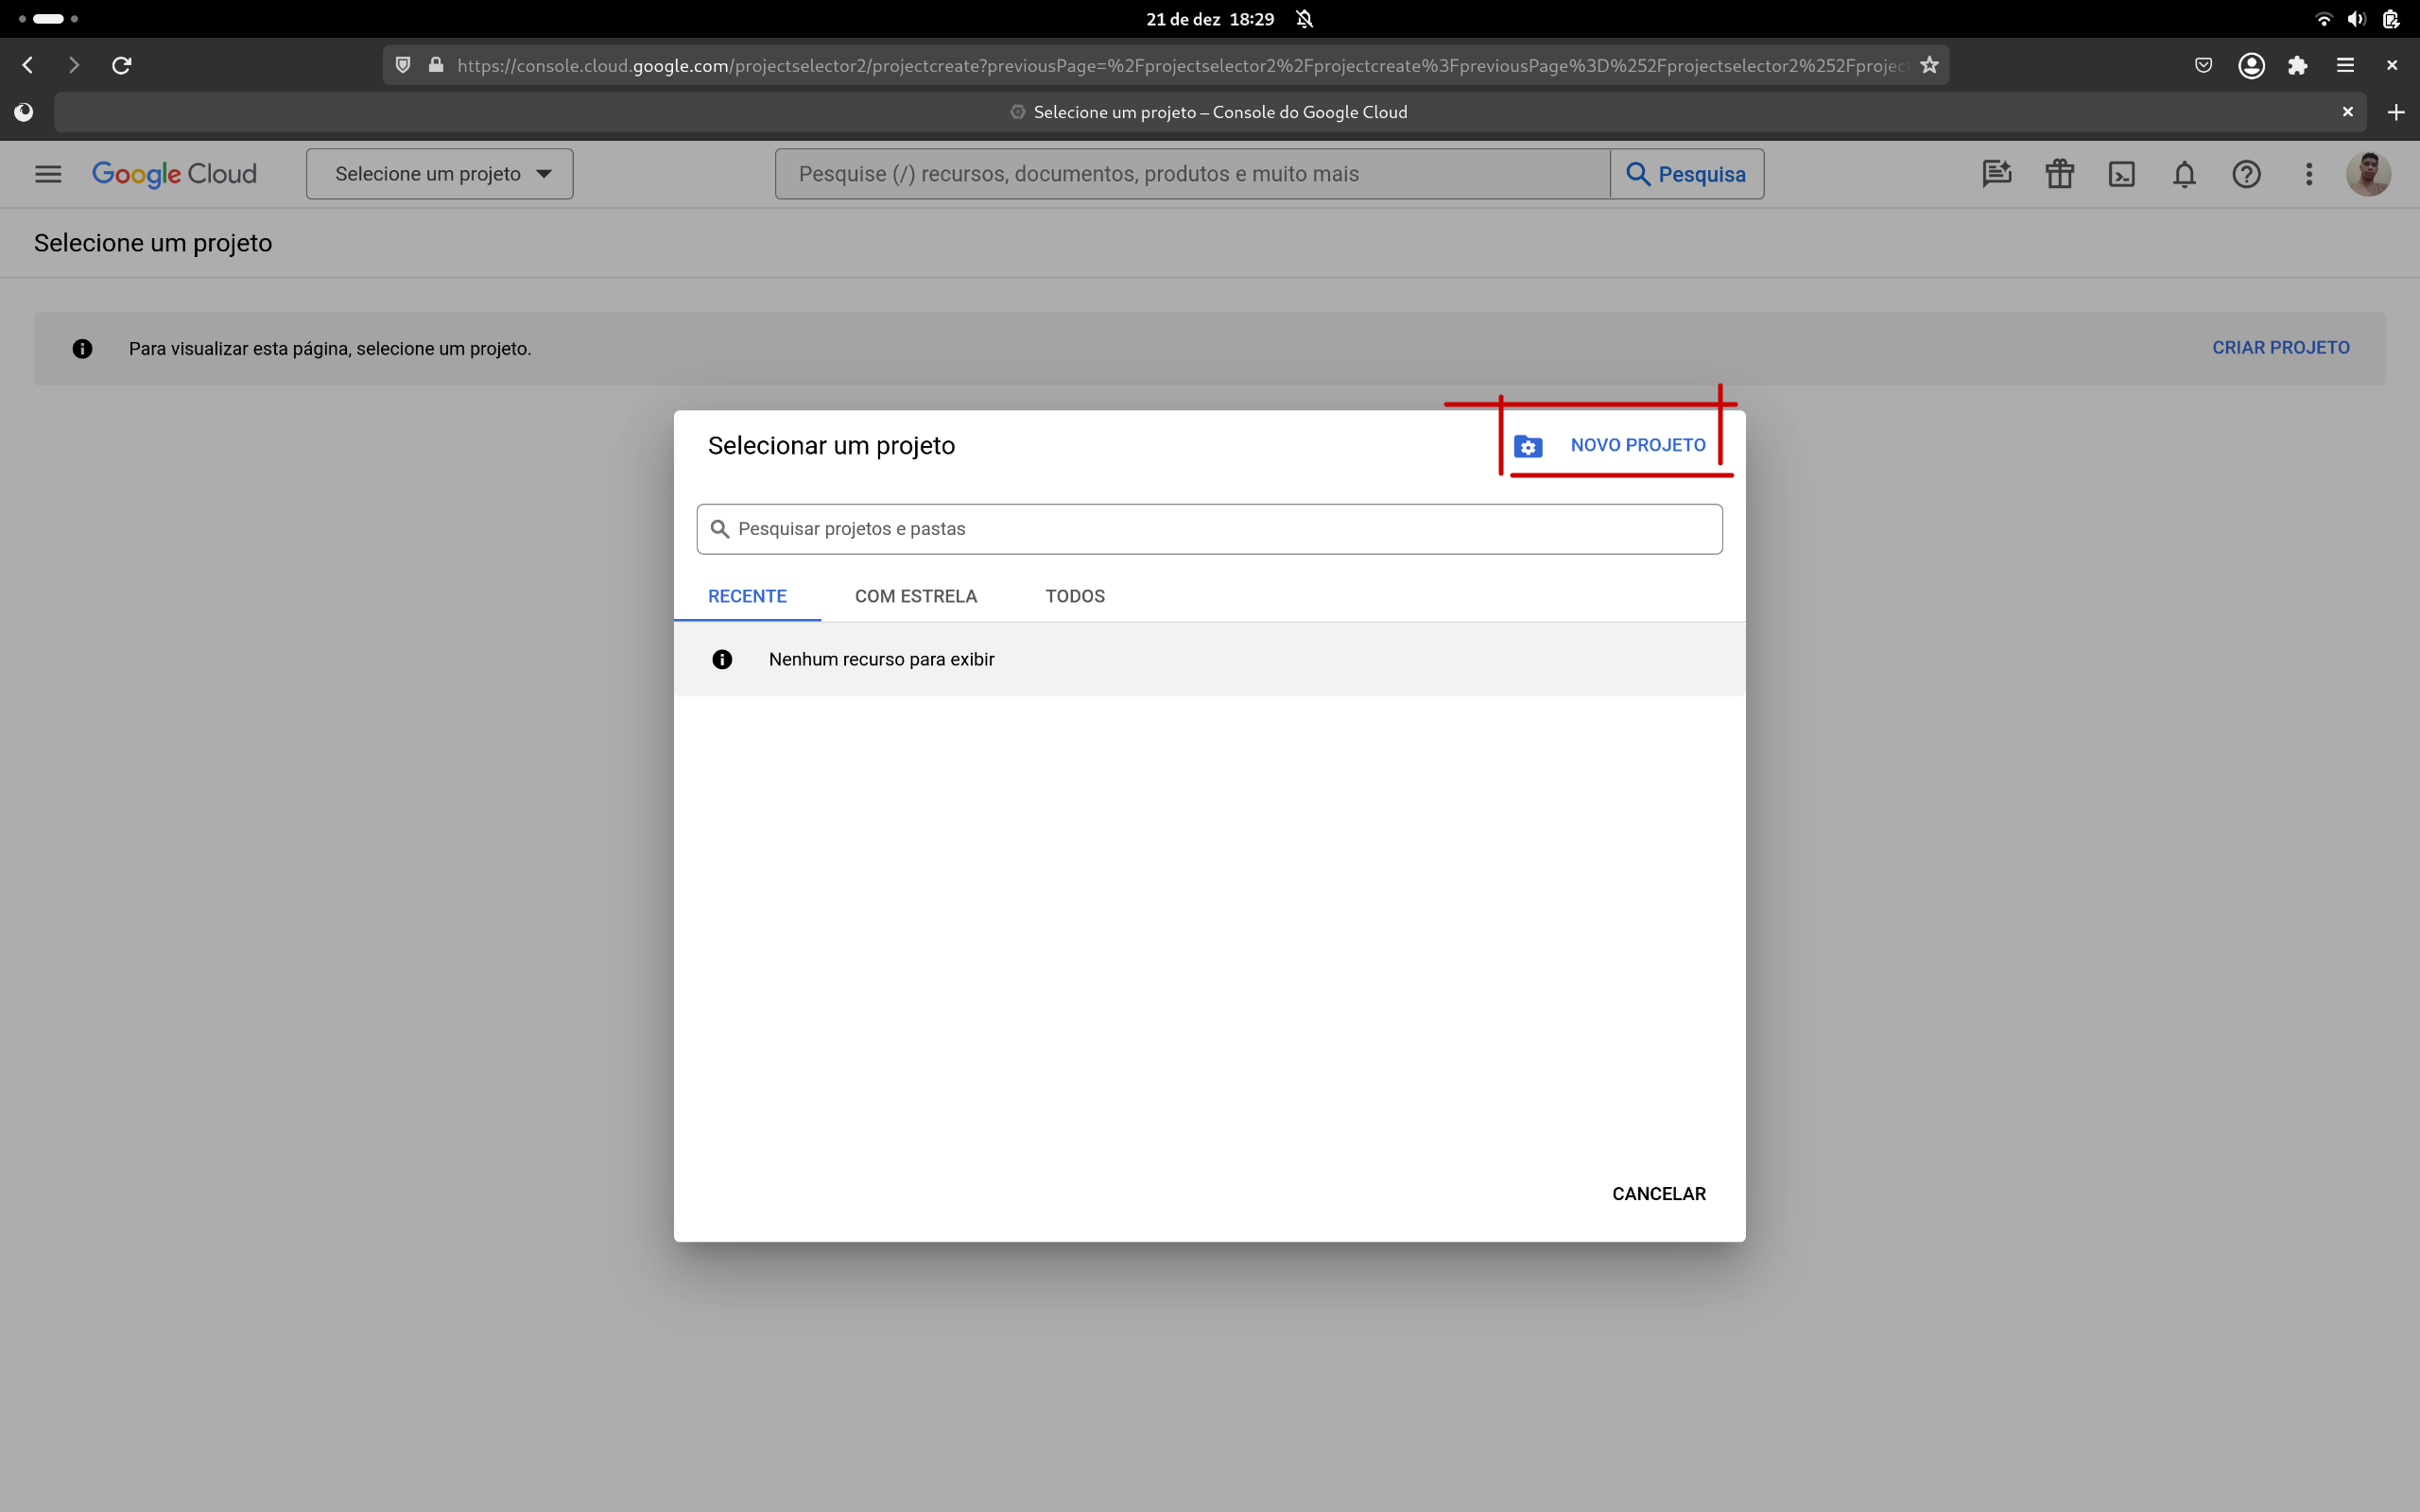 21 de dez 18:29
https://console.cloud.google.com/projectselector2/projectcreate?previousPage=%2Fprojectselector2%2Fprojectcreate%3FpreviousPage%3D%252Fprojectselector2%252Fprojec
Selecione um projeto – Console do Google Cloud
Google Cloud
Selecione um projeto
Pesquise (/) recursos, documentos, produtos e muito mais
Pesquisa
Selecione um projeto
Para visualizar esta página, selecione um projeto.
CRIAR PROJETO
Selecionar um projeto
NOVO PROJETO
Pesquisar projetos e pastas
RECENTE
COM ESTRELA
TODOS
Nenhum recurso para exibir
CANCELAR